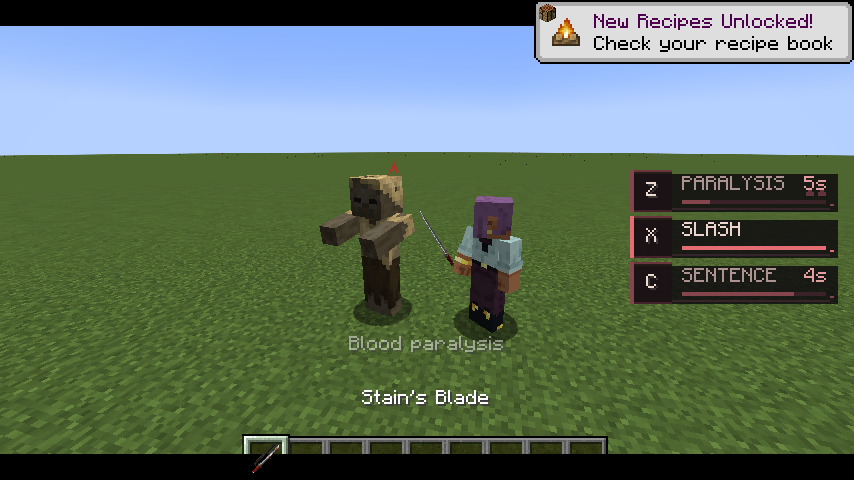 New Recipes Unlocked!
Check your recipe book
Z PARALYSIS 5s
X SLASH
C SENTENCE 4s
Blood paralysis
Stain's Blade